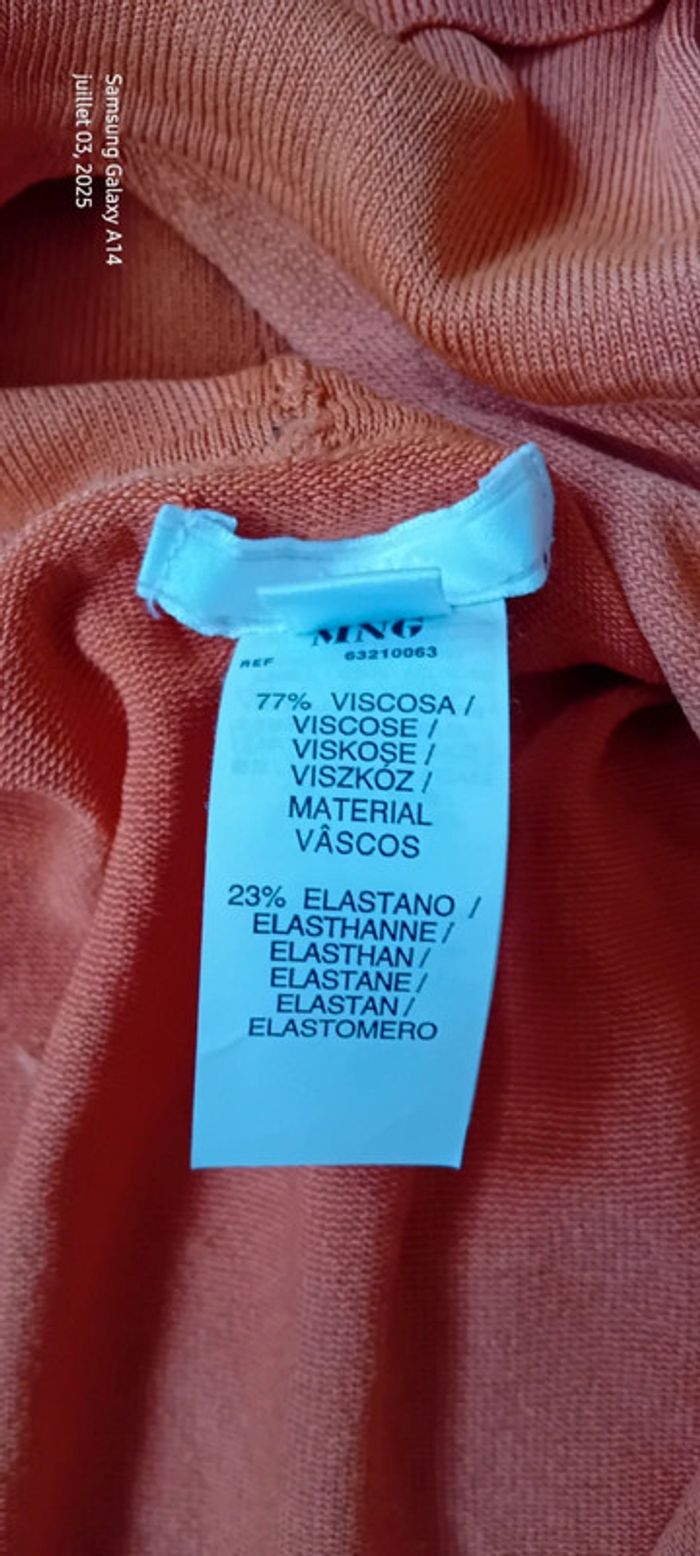 Samsung Galaxy A14
juillet 03, 2025
MNG
REF 63210063
77% VISCOSA /
VISCOSE /
VISKOSE /
VISZKÓZ /
MATERIAL
VÂSCOS
23% ELASTANO /
ELASTHANNE /
ELASTHAN /
ELASTANE /
ELASTAN /
ELASTOMERO